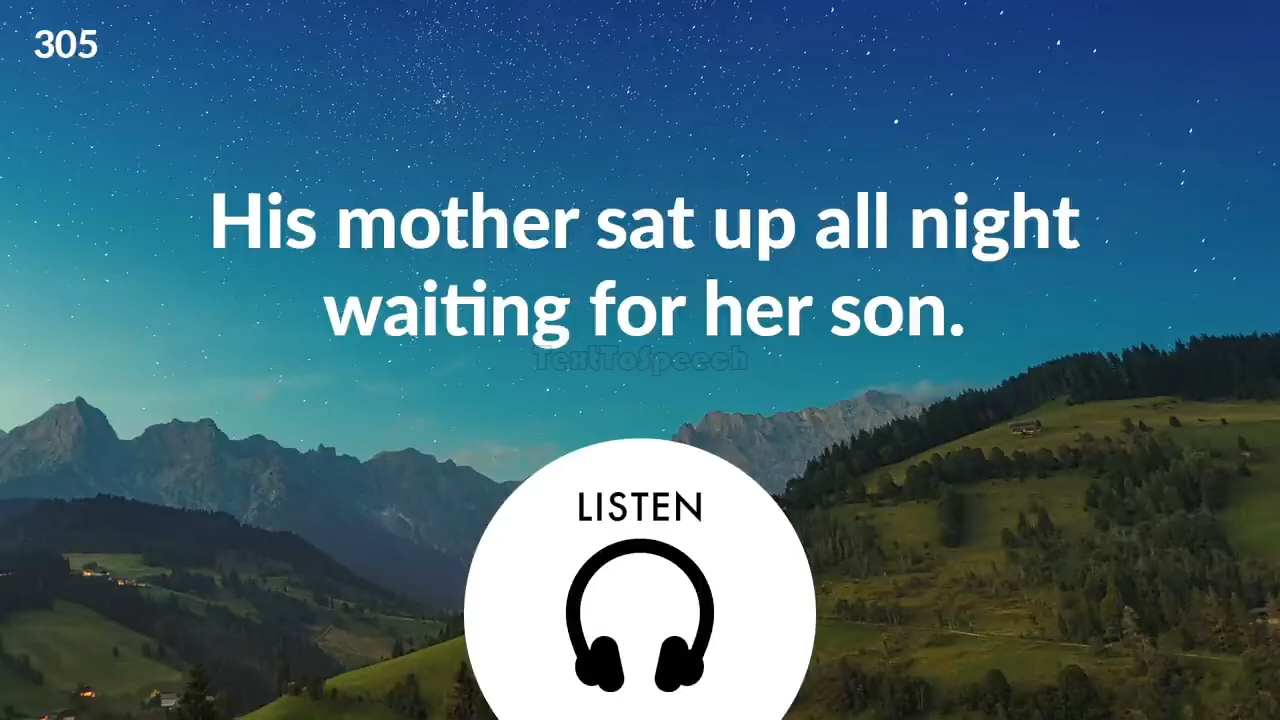 305
His mother sat up all night
waiting for her son.
TextToSpeech
LISTEN